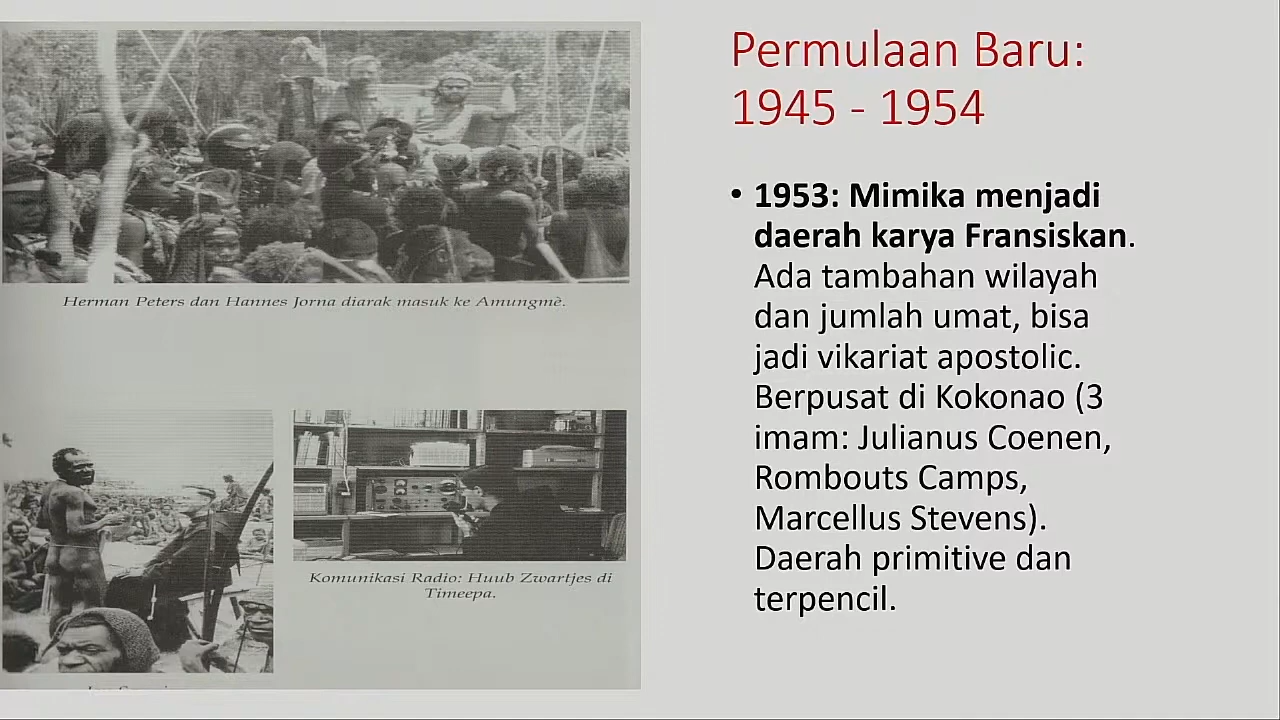 Permulaan Baru:
1945 - 1954
• 1953: Mimika menjadi
daerah karya Fransiskan.
Ada tambahan wilayah
dan jumlah umat, bisa
jadi vikariat apostolic.
Berpusat di Kokonao (3
imam: Julianus Coenen,
Rombouts Camps,
Marcellus Stevens).
Daerah primitive dan
terpencil.
Herman Peters dan Hannes Jorna diarak masuk ke Amungmè.
Komunikasi Radio: Huub Zwartjes di
Timeepa.